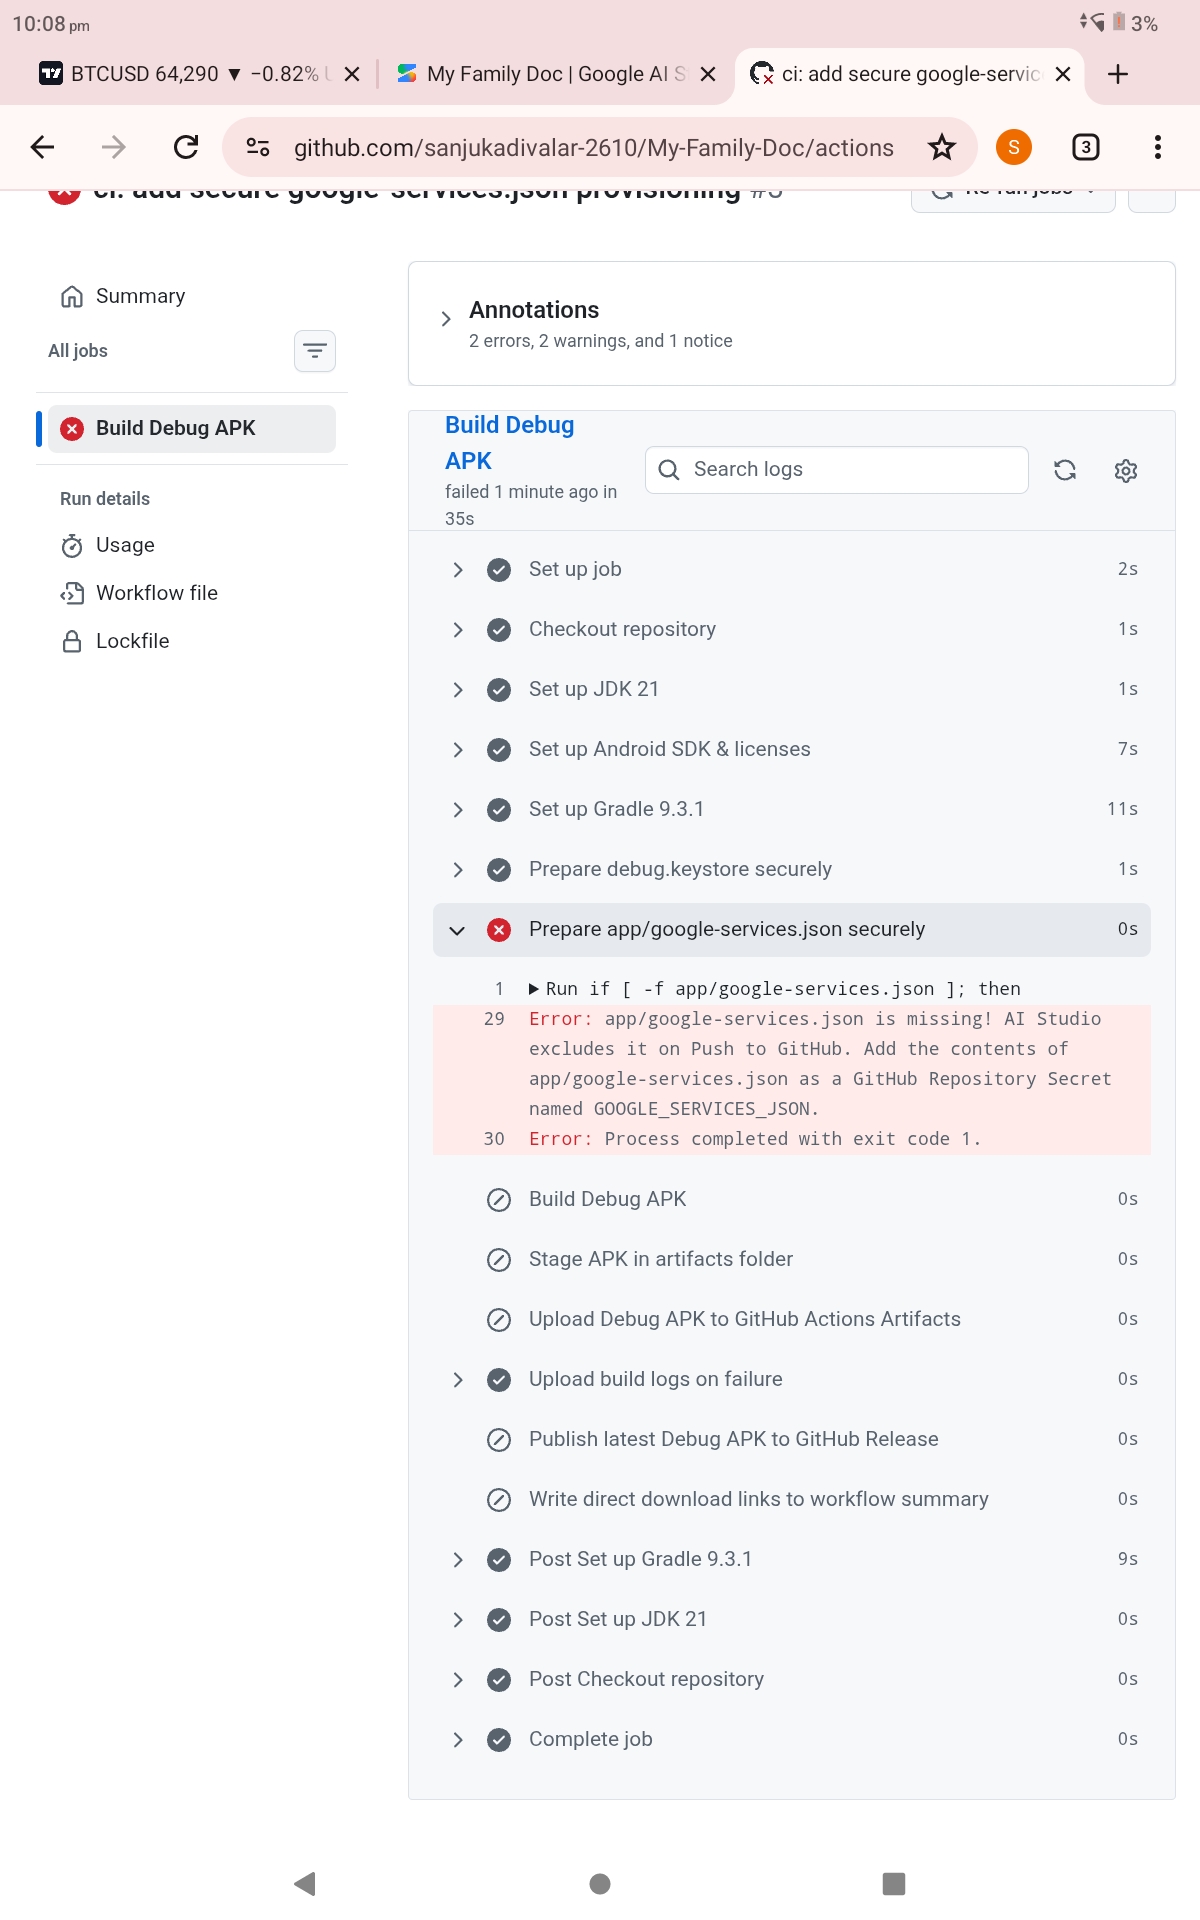 10:08 pm
3%
BTCUSD 64,290 ▼ −0.82%
My Family Doc | Google AI S
ci: add secure google-servic
github.com/sanjukadivalar-2610/My-Family-Doc/actions
S
3
ci: add secure google-services.json provisioning
Re-run jobs
Summary
All jobs
Build Debug APK
Run details
Usage
Workflow file
Lockfile
Annotations
2 errors, 2 warnings, and 1 notice
Build Debug
APK
failed 1 minute ago in
35s
Search logs
Set up job 2s
Checkout repository 1s
Set up JDK 21 1s
Set up Android SDK & licenses 7s
Set up Gradle 9.3.1 11s
Prepare debug.keystore securely 1s
Prepare app/google-services.json securely 0s
1 ▶ Run if [ -f app/google-services.json ]; then
29 Error: app/google-services.json is missing! AI Studio
excludes it on Push to GitHub. Add the contents of
app/google-services.json as a GitHub Repository Secret
named GOOGLE_SERVICES_JSON.
30 Error: Process completed with exit code 1.
Build Debug APK 0s
Stage APK in artifacts folder 0s
Upload Debug APK to GitHub Actions Artifacts 0s
Upload build logs on failure 0s
Publish latest Debug APK to GitHub Release 0s
Write direct download links to workflow summary 0s
Post Set up Gradle 9.3.1 9s
Post Set up JDK 21 0s
Post Checkout repository 0s
Complete job 0s